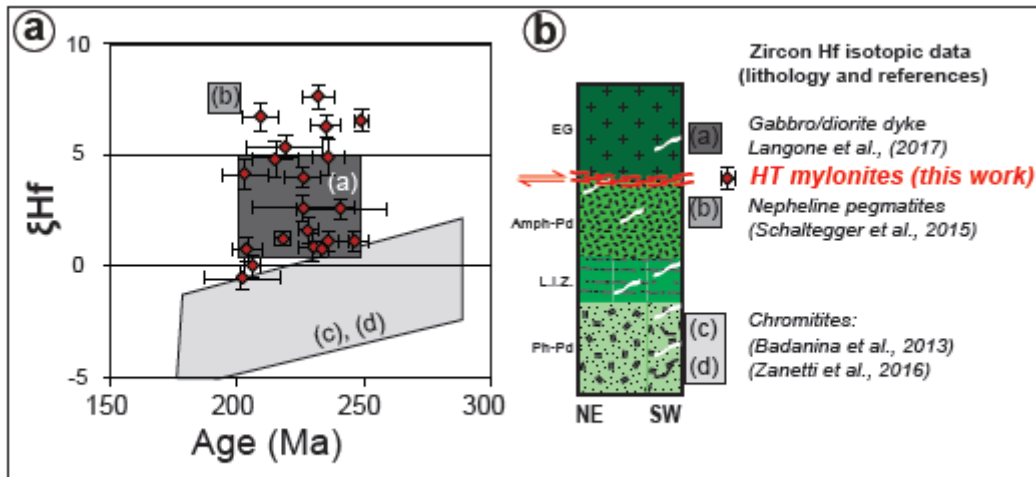 a
10
5
0
-5
150
200
250
300
ξHf
Age (Ma)
(b)
(a)
(c), (d)
b
Zircon Hf isotopic data
(lithology and references)
EG
Amph-Pd
L.I.Z.
Ph-Pd
NE
SW
(a)
Gabbro/diorite dyke
Langone et al., (2017)
HT mylonites (this work)
(b)
Nepheline pegmatites
(Schaltegger et al., 2015)
(c)
(d)
Chromitites:
(Badanina et al., 2013)
(Zanetti et al., 2016)